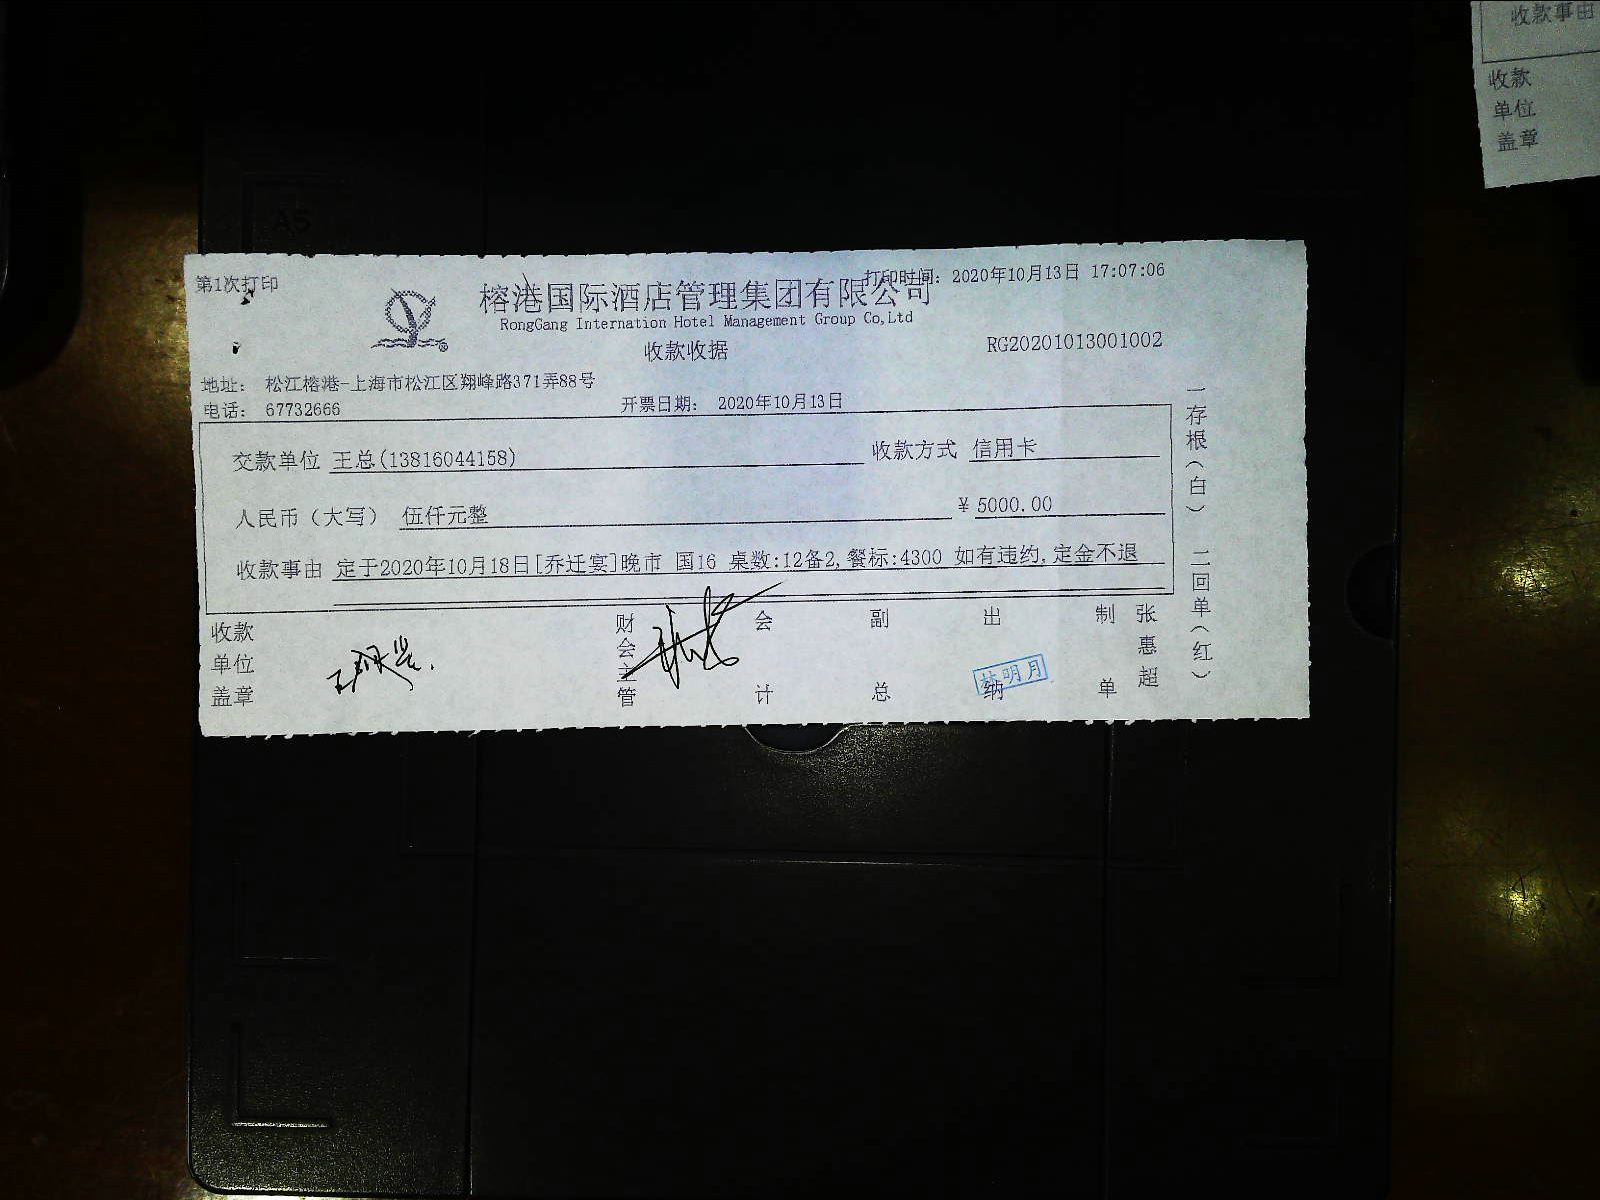 收款事由
收款
单位
盖章
A5
第1次打印
打印时间: 2020年10月13日 17:07:06
榕港国际酒店管理集团有限公司
RongGang Internation Hotel Management Group Co,Ltd
收款收据
RG20201013001002
地址: 松江榕港-上海市松江区翔峰路371弄88号
电话: 67732666
开票日期: 2020年10月13日
交款单位 王总(13816044158)
收款方式 信用卡
人民币（大写） 伍仟元整
¥ 5000.00
收款事由 定于2020年10月18日[乔迁宴]晚市 国16 桌数:12备2,餐标:4300 如有违约,定金不退
收款
单位
盖章
财会主管
会计
副总
出纳
林明月
制单
张惠超
一存根(白) 二回单(红)